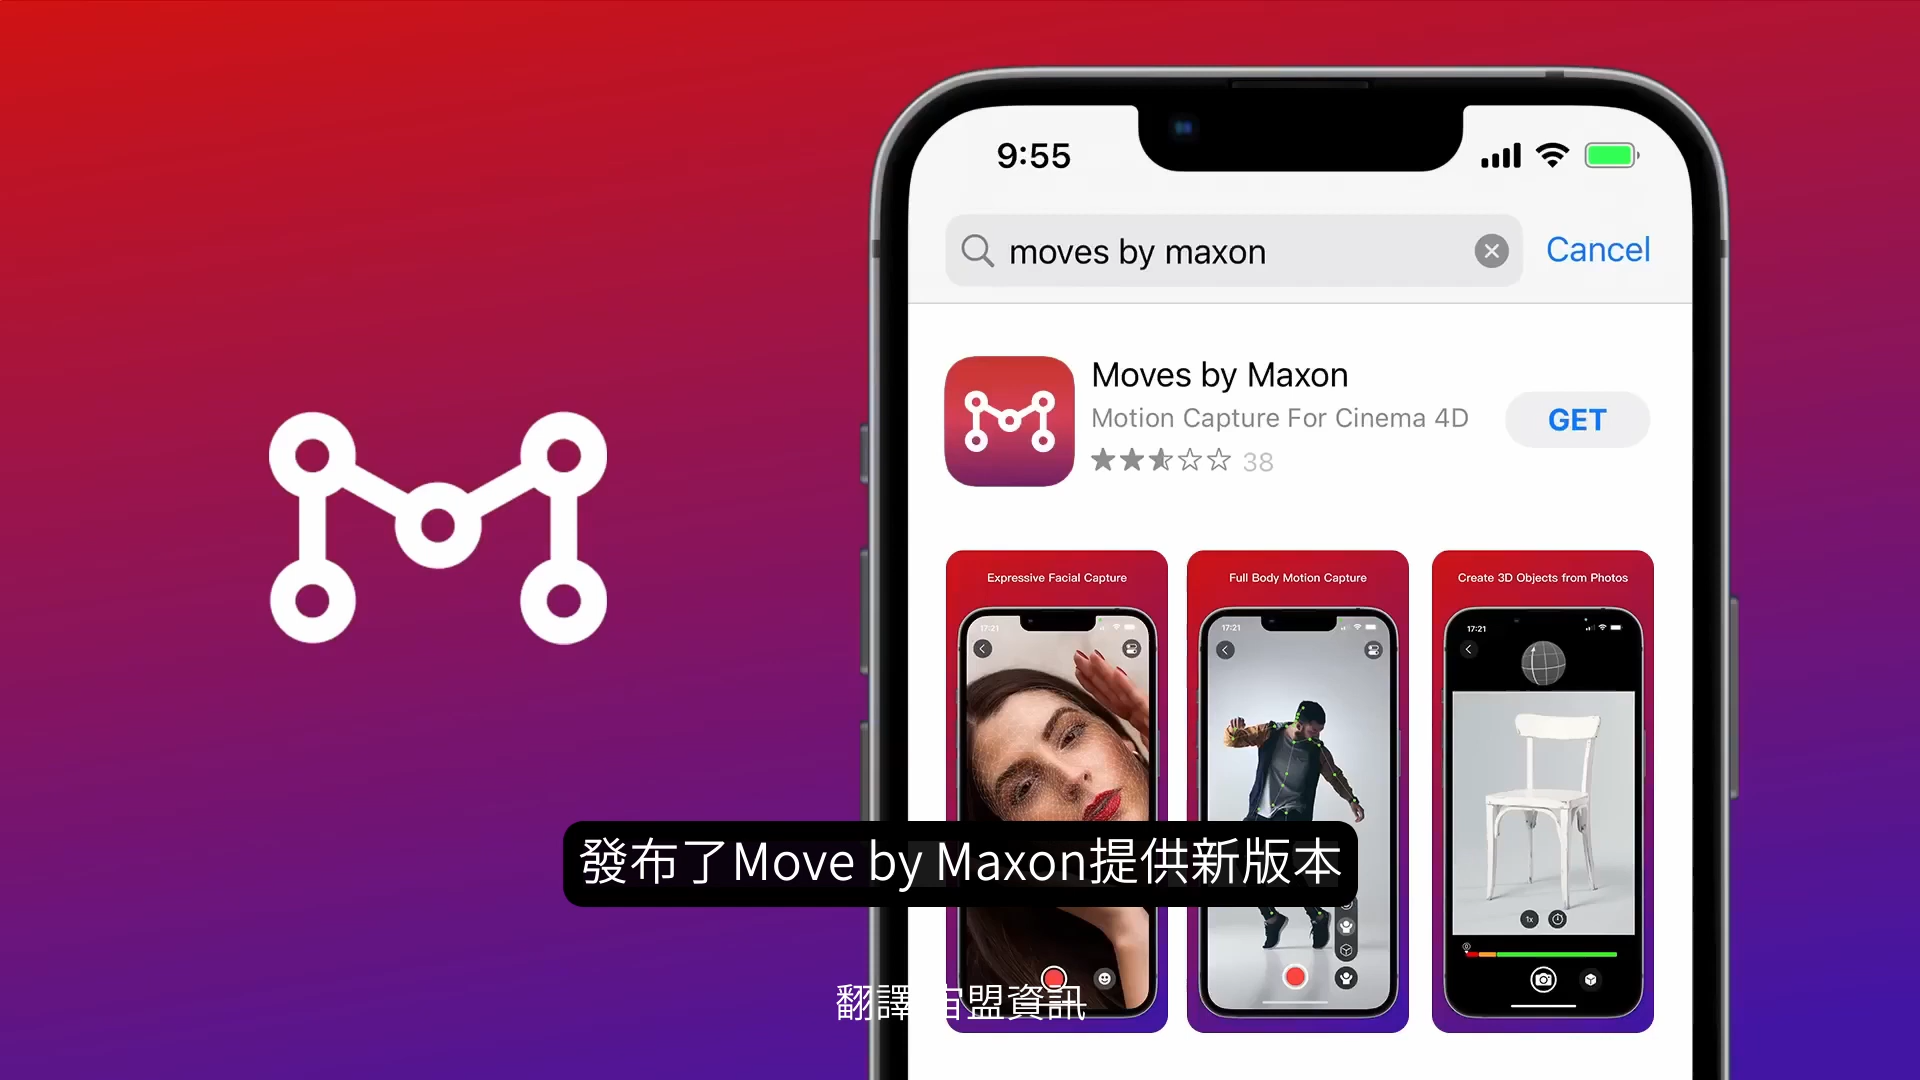 9:55
moves by maxon
Cancel
Moves by Maxon
Motion Capture For Cinema 4D
GET
38
Expressive Facial Capture
Full Body Motion Capture
Create 3D Objects from Photos
17:21
17:21
17:21
1x
發布了Move by Maxon提供新版本
翻譯 宙盟資訊